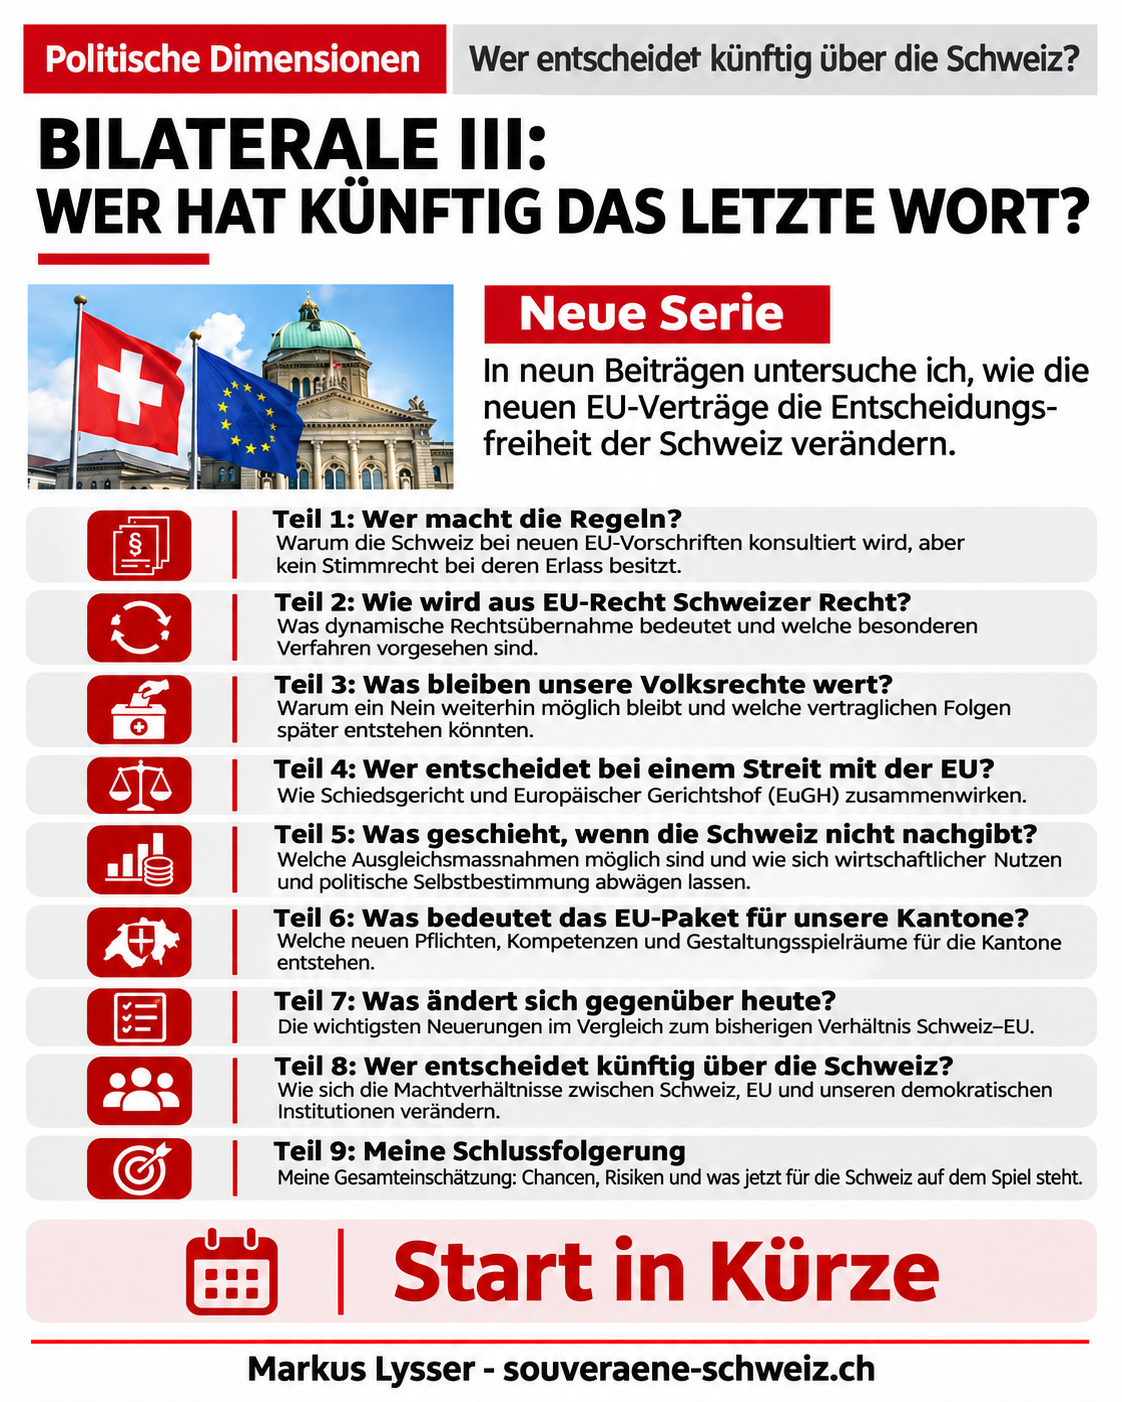 Politische Dimensionen
Wer entscheidet künftig über die Schweiz?
BILATERALE III:
WER HAT KÜNFTIG DAS LETZTE WORT?
Neue Serie
In neun Beiträgen untersuche ich, wie die
neuen EU-Verträge die Entscheidungs-
freiheit der Schweiz verändern.
§
Teil 1: Wer macht die Regeln?
Warum die Schweiz bei neuen EU-Vorschriften konsultiert wird, aber
kein Stimmrecht bei deren Erlass besitzt.
Teil 2: Wie wird aus EU-Recht Schweizer Recht?
Was dynamische Rechtsübernahme bedeutet und welche besonderen
Verfahren vorgesehen sind.
Teil 3: Was bleiben unsere Volksrechte wert?
Warum ein Nein weiterhin möglich bleibt und welche vertraglichen Folgen
später entstehen könnten.
Teil 4: Wer entscheidet bei einem Streit mit der EU?
Wie Schiedsgericht und Europäischer Gerichtshof (EuGH) zusammenwirken.
Teil 5: Was geschieht, wenn die Schweiz nicht nachgibt?
Welche Ausgleichsmassnahmen möglich sind und wie sich wirtschaftlicher Nutzen
und politische Selbstbestimmung abwägen lassen.
Teil 6: Was bedeutet das EU-Paket für unsere Kantone?
Welche neuen Pflichten, Kompetenzen und Gestaltungsspielräume für die Kantone
entstehen.
Teil 7: Was ändert sich gegenüber heute?
Die wichtigsten Neuerungen im Vergleich zum bisherigen Verhältnis Schweiz–EU.
Teil 8: Wer entscheidet künftig über die Schweiz?
Wie sich die Machtverhältnisse zwischen Schweiz, EU und unseren demokratischen
Institutionen verändern.
Teil 9: Meine Schlussfolgerung
Meine Gesamteinschätzung: Chancen, Risiken und was jetzt für die Schweiz auf dem Spiel steht.
Start in Kürze
Markus Lysser - souveraene-schweiz.ch